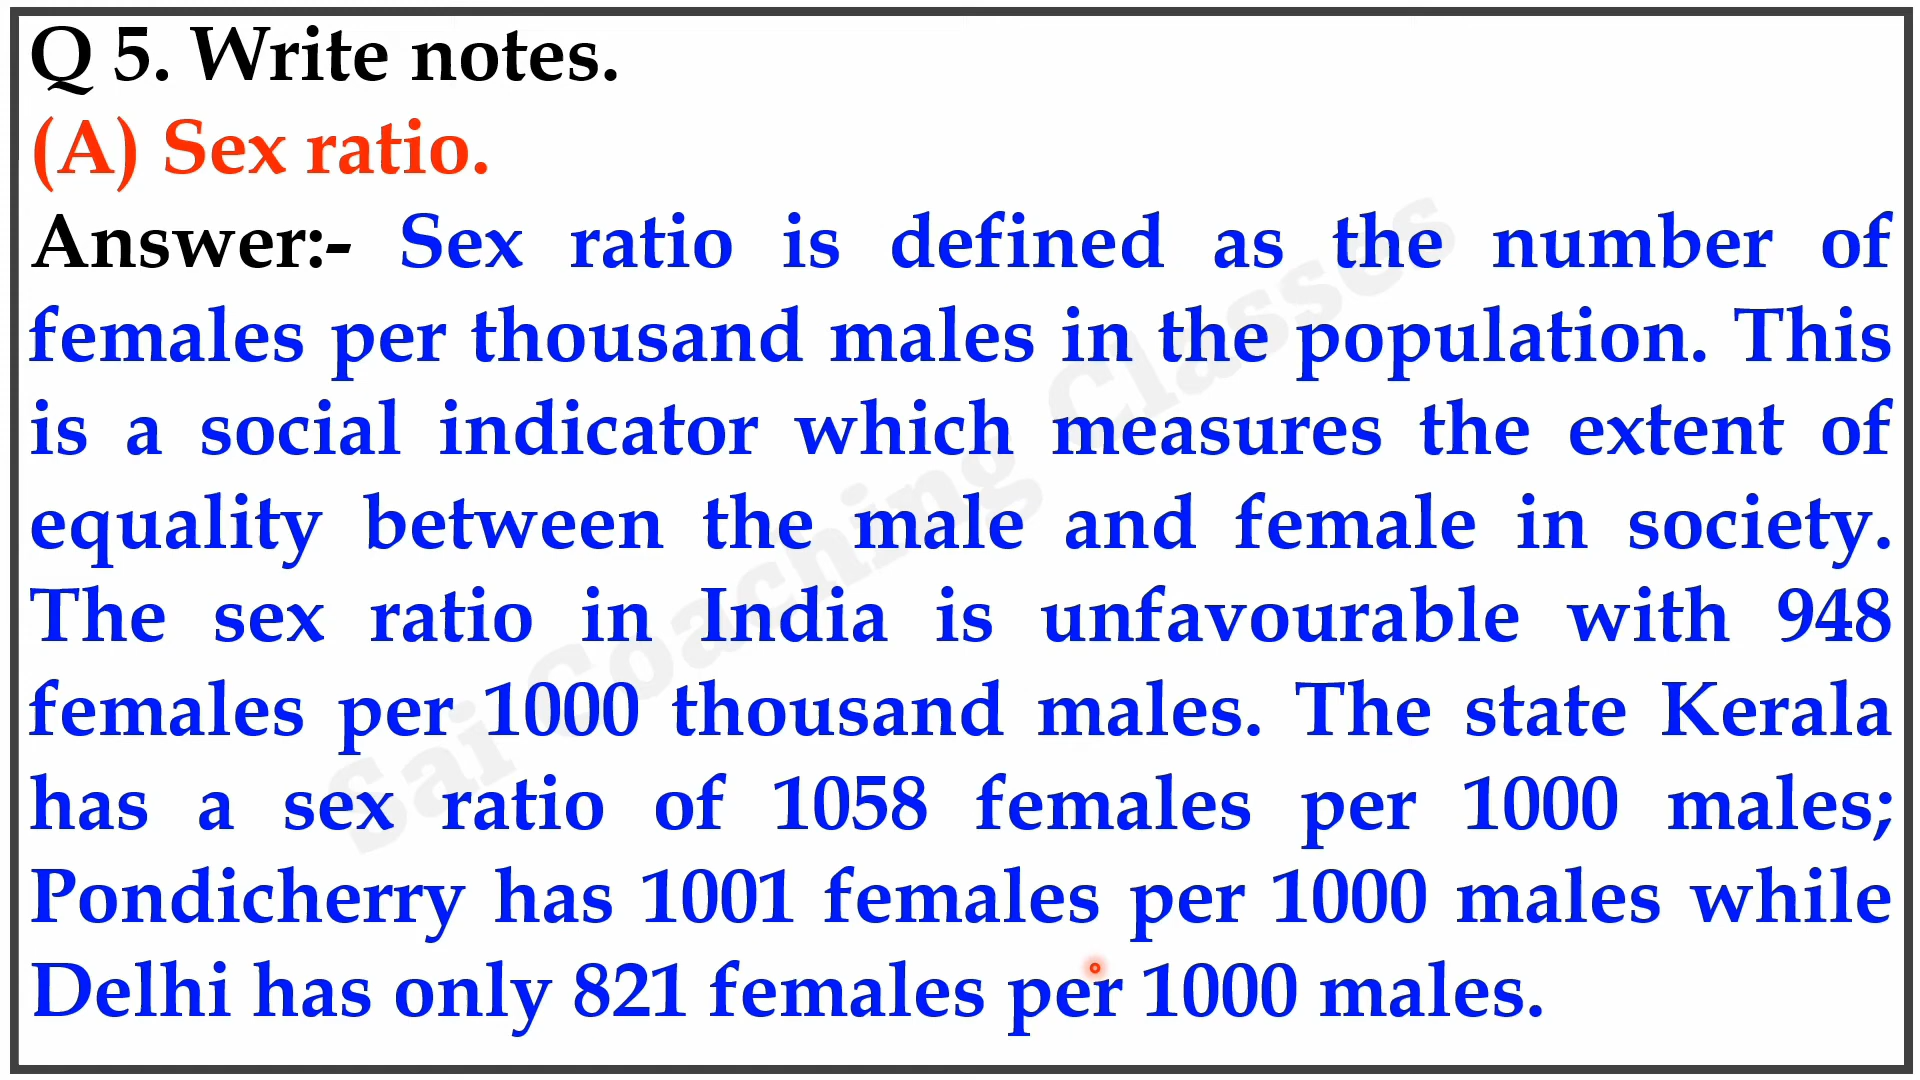 Q 5. Write notes.
(A) Sex ratio.
Answer:- Sex ratio is defined as the number of
females per thousand males in the population. This
is a social indicator which measures the extent of
equality between the male and female in society.
The sex ratio in India is unfavourable with 948
females per 1000 thousand males. The state Kerala
has a sex ratio of 1058 females per 1000 males;
Pondicherry has 1001 females per 1000 males while
Delhi has only 821 females per 1000 males.
Sai Coaching Classes